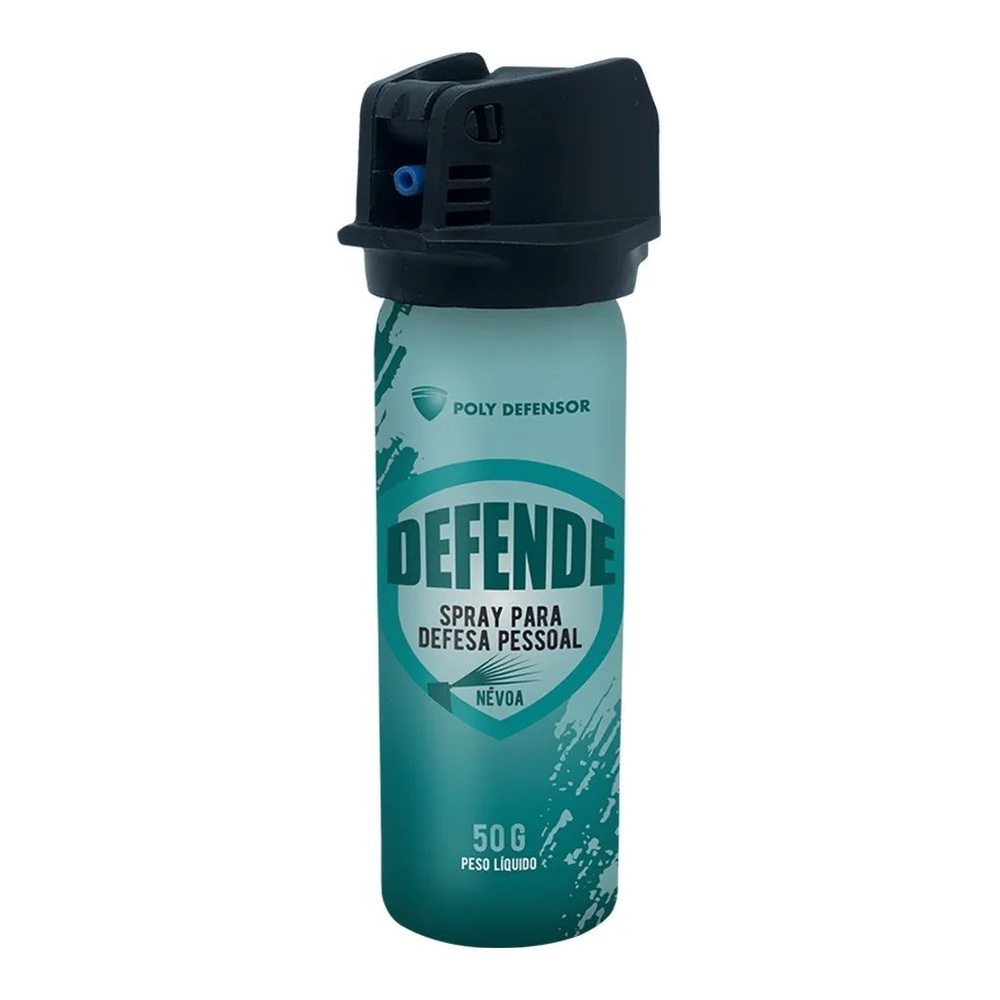 POLY DEFENSOR
DEFENDE
SPRAY PARA
DEFESA PESSOAL
NÉVOA
50 G
PESO LÍQUIDO